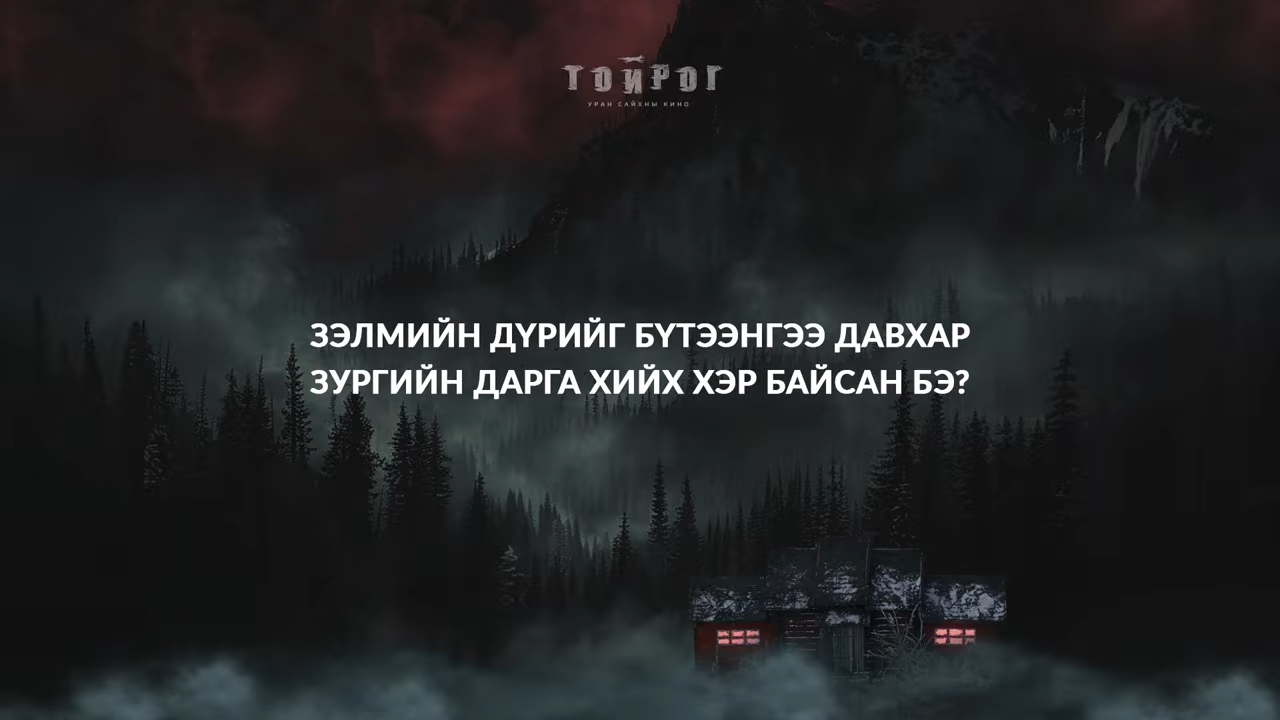 ТОЙРОГ
УРАН САЙХНЫ КИНО
ЗЭЛМИЙН ДҮРИЙГ БҮТЭЭНГЭЭ ДАВХАР
ЗУРГИЙН ДАРГА ХИЙХ ХЭР БАЙСАН БЭ?